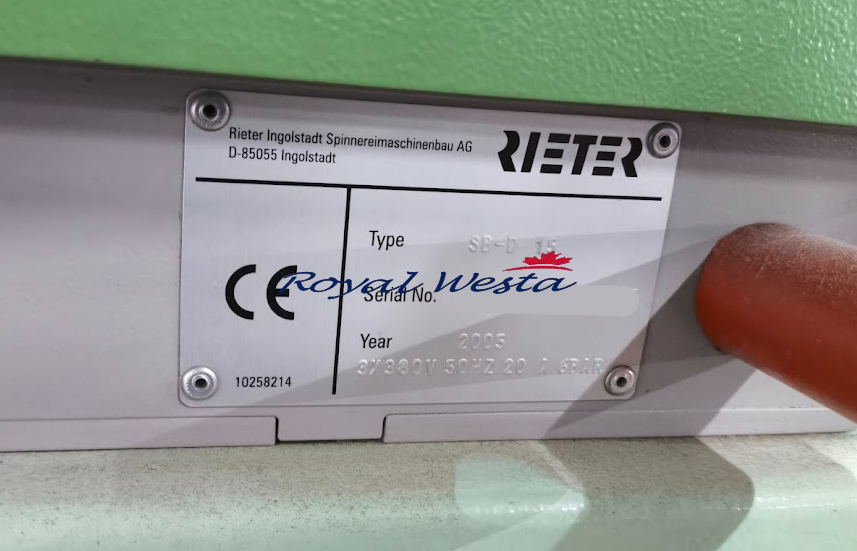 Rieter Ingolstadt Spinnereimaschinenbau AG
D-85055 Ingolstadt
RIETER
Type SB-D 15
Royal Westa
Serial No.
Year 2005
3X380V 50HZ 20 A 6BAR
CE
10258214